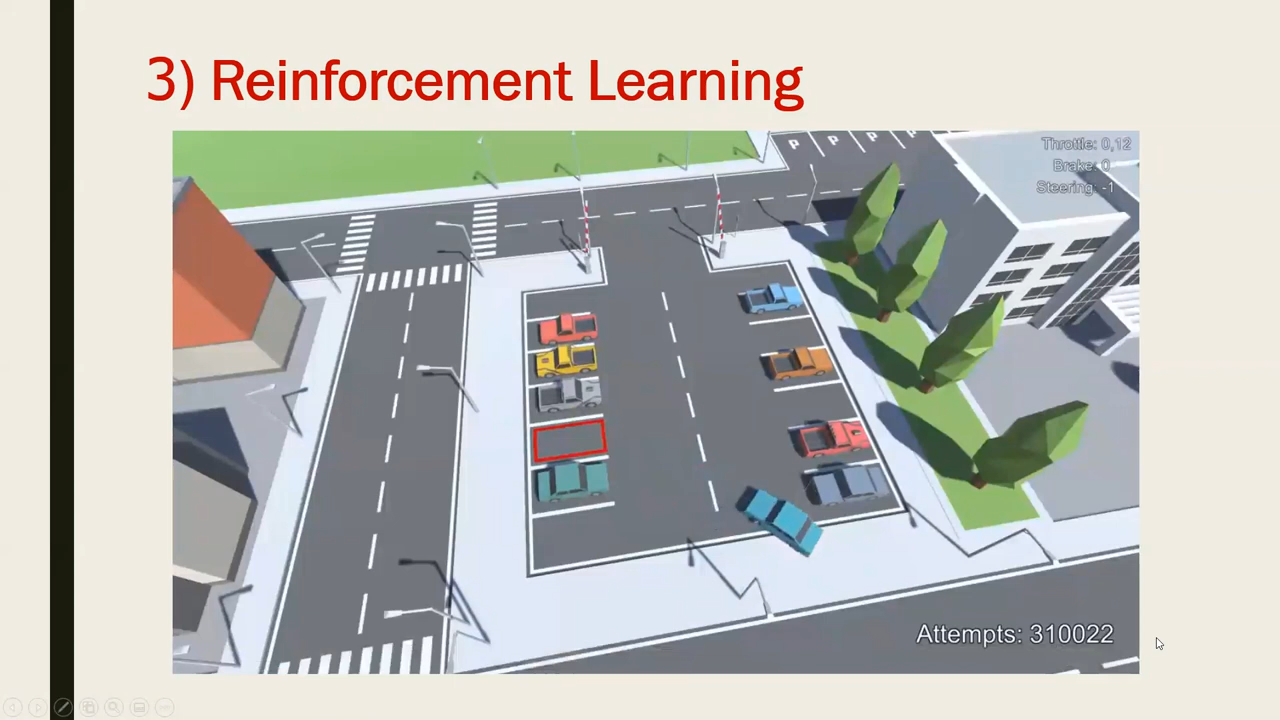 3) Reinforcement Learning
P P P P
Throttle: 0,12
Brake: 0
Steering: -1
Attempts: 310022